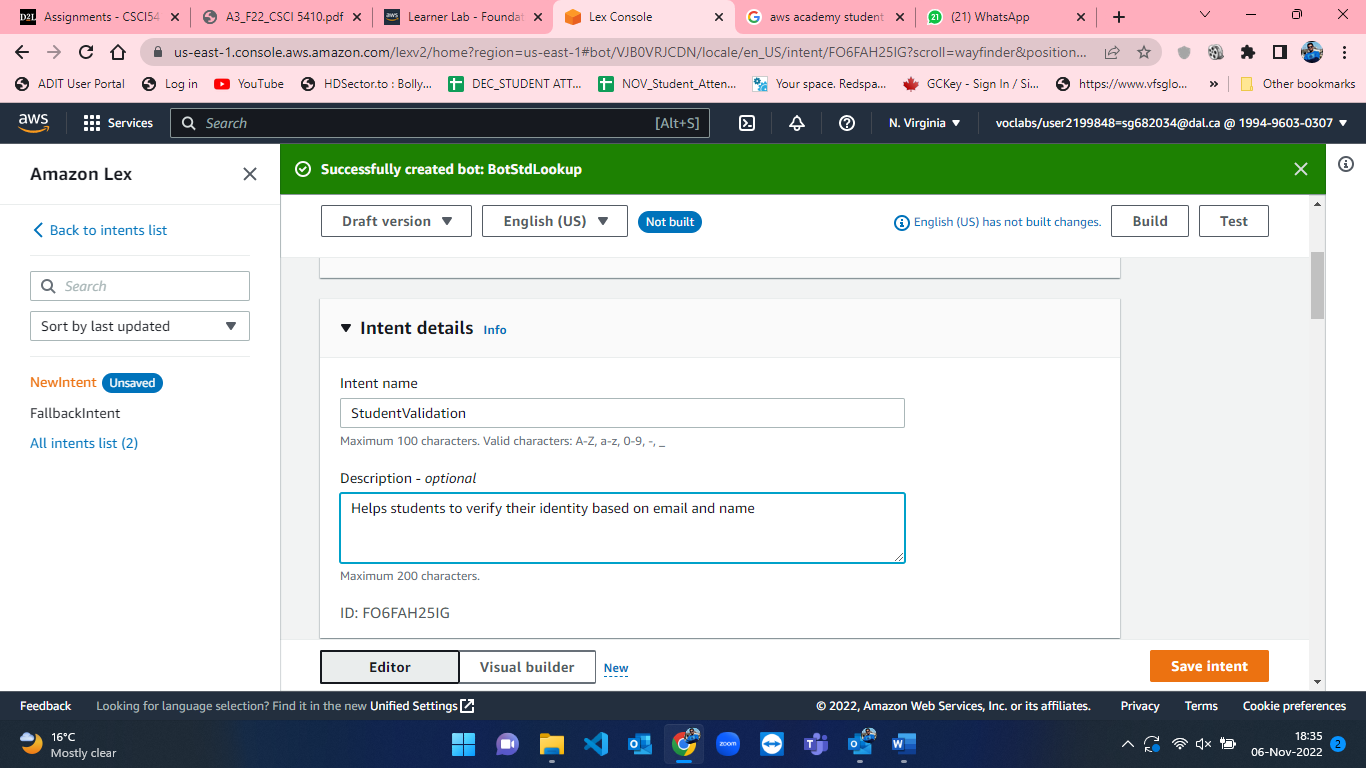 Assignments - CSCI54
A3_F22_CSCI 5410.pdf
Learner Lab - Foundat
Lex Console
aws academy student
(21) WhatsApp
us-east-1.console.aws.amazon.com/lexv2/home?region=us-east-1#bot/VJB0VRJCDN/locale/en_US/intent/FO6FAH25IG?scroll=wayfinder&position...
ADIT User Portal
Log in
YouTube
HDSector.to : Bolly...
DEC_STUDENT ATT...
NOV_Student_Atten...
Your space. Redspa...
GCKey - Sign In / Si...
https://www.vfsglo...
»
Other bookmarks
aws
Services
Search
[Alt+S]
N. Virginia
voclabs/user2199848=sg682034@dal.ca @ 1994-9603-0307
Amazon Lex
Successfully created bot: BotStdLookup
Back to intents list
Draft version
English (US)
Not built
English (US) has not built changes.
Build
Test
Search
Sort by last updated
NewIntent Unsaved
FallbackIntent
All intents list (2)
Intent details Info
Intent name
StudentValidation
Maximum 100 characters. Valid characters: A-Z, a-z, 0-9, -, _
Description - optional
Helps students to verify their identity based on email and name
Maximum 200 characters.
ID: FO6FAH25IG
Editor
Visual builder
New
Save intent
Feedback
Looking for language selection? Find it in the new Unified Settings
© 2022, Amazon Web Services, Inc. or its affiliates.
Privacy
Terms
Cookie preferences
16°C
Mostly clear
zoom
18:35
06-Nov-2022
2